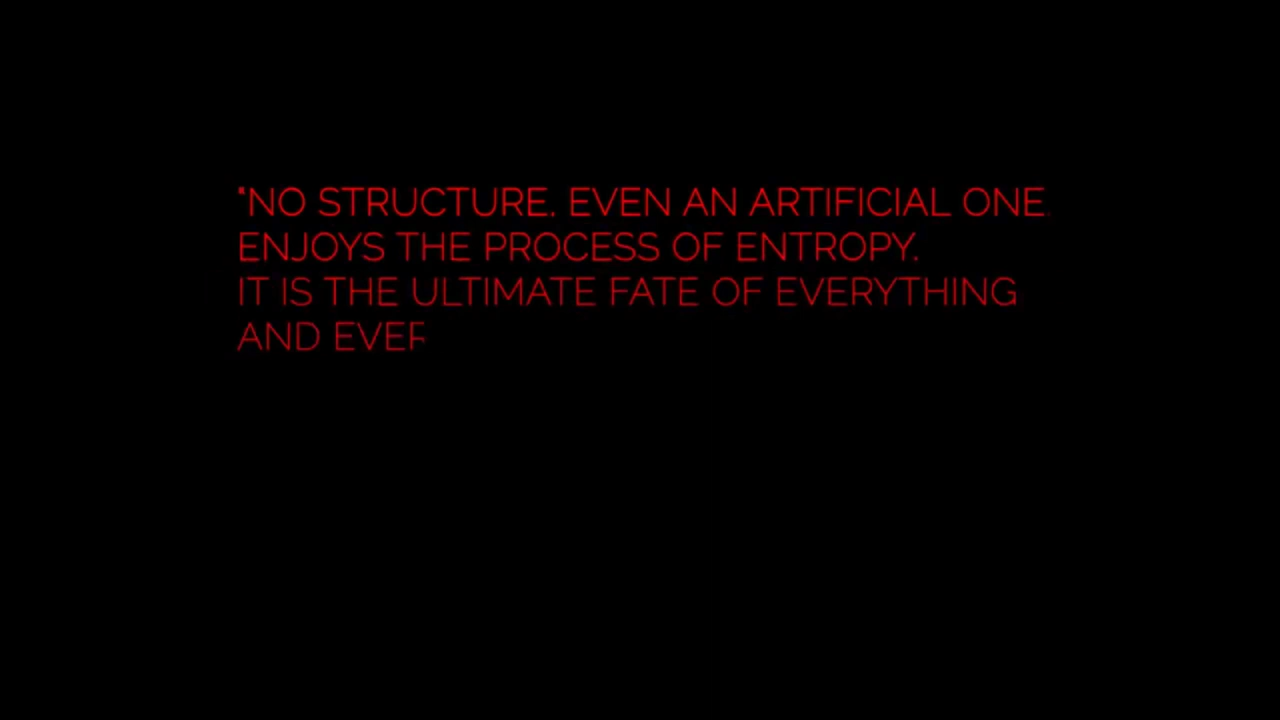 "NO STRUCTURE, EVEN AN ARTIFICIAL ONE,
ENJOYS THE PROCESS OF ENTROPY.
IT IS THE ULTIMATE FATE OF EVERYTHING
AND